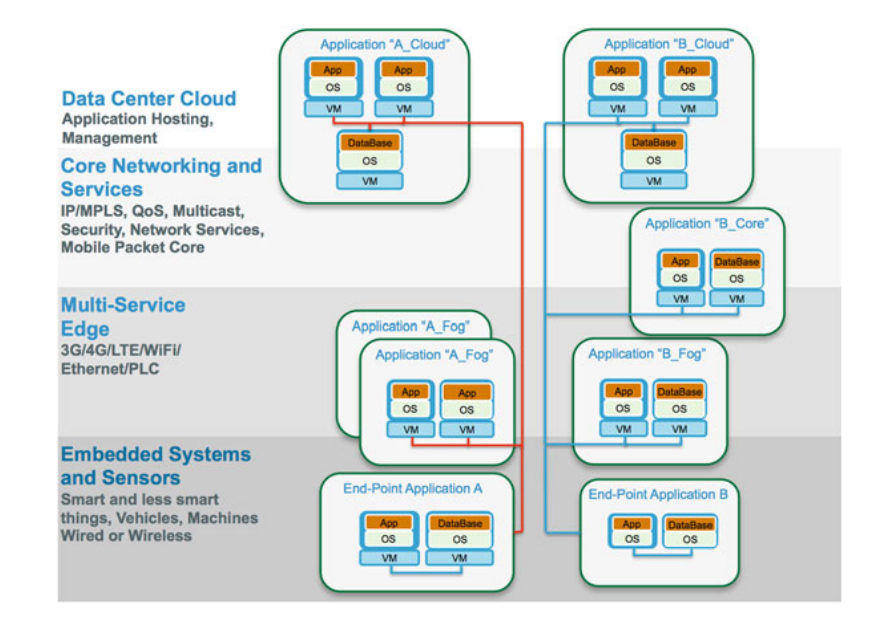 Data Center Cloud
Application Hosting,
Management
Core Networking and
Services
IP/MPLS, QoS, Multicast,
Security, Network Services,
Mobile Packet Core
Multi-Service
Edge
3G/4G/LTE/WiFi/
Ethernet/PLC
Embedded Systems
and Sensors
Smart and less smart
things, Vehicles, Machines
Wired or Wireless
Application "A_Cloud"
App App
OS OS
VM VM
DataBase
OS
VM
Application "A_Fog"
Application "A_Fog"
App App
OS OS
VM VM
End-Point Application A
App DataBase
OS OS
VM VM
Application "B_Cloud"
App App
OS OS
VM VM
DataBase
OS
VM
Application "B_Core"
App DataBase
OS OS
VM VM
Application "B_Fog"
App DataBase
OS OS
VM VM
End-Point Application B
App DataBase
OS OS